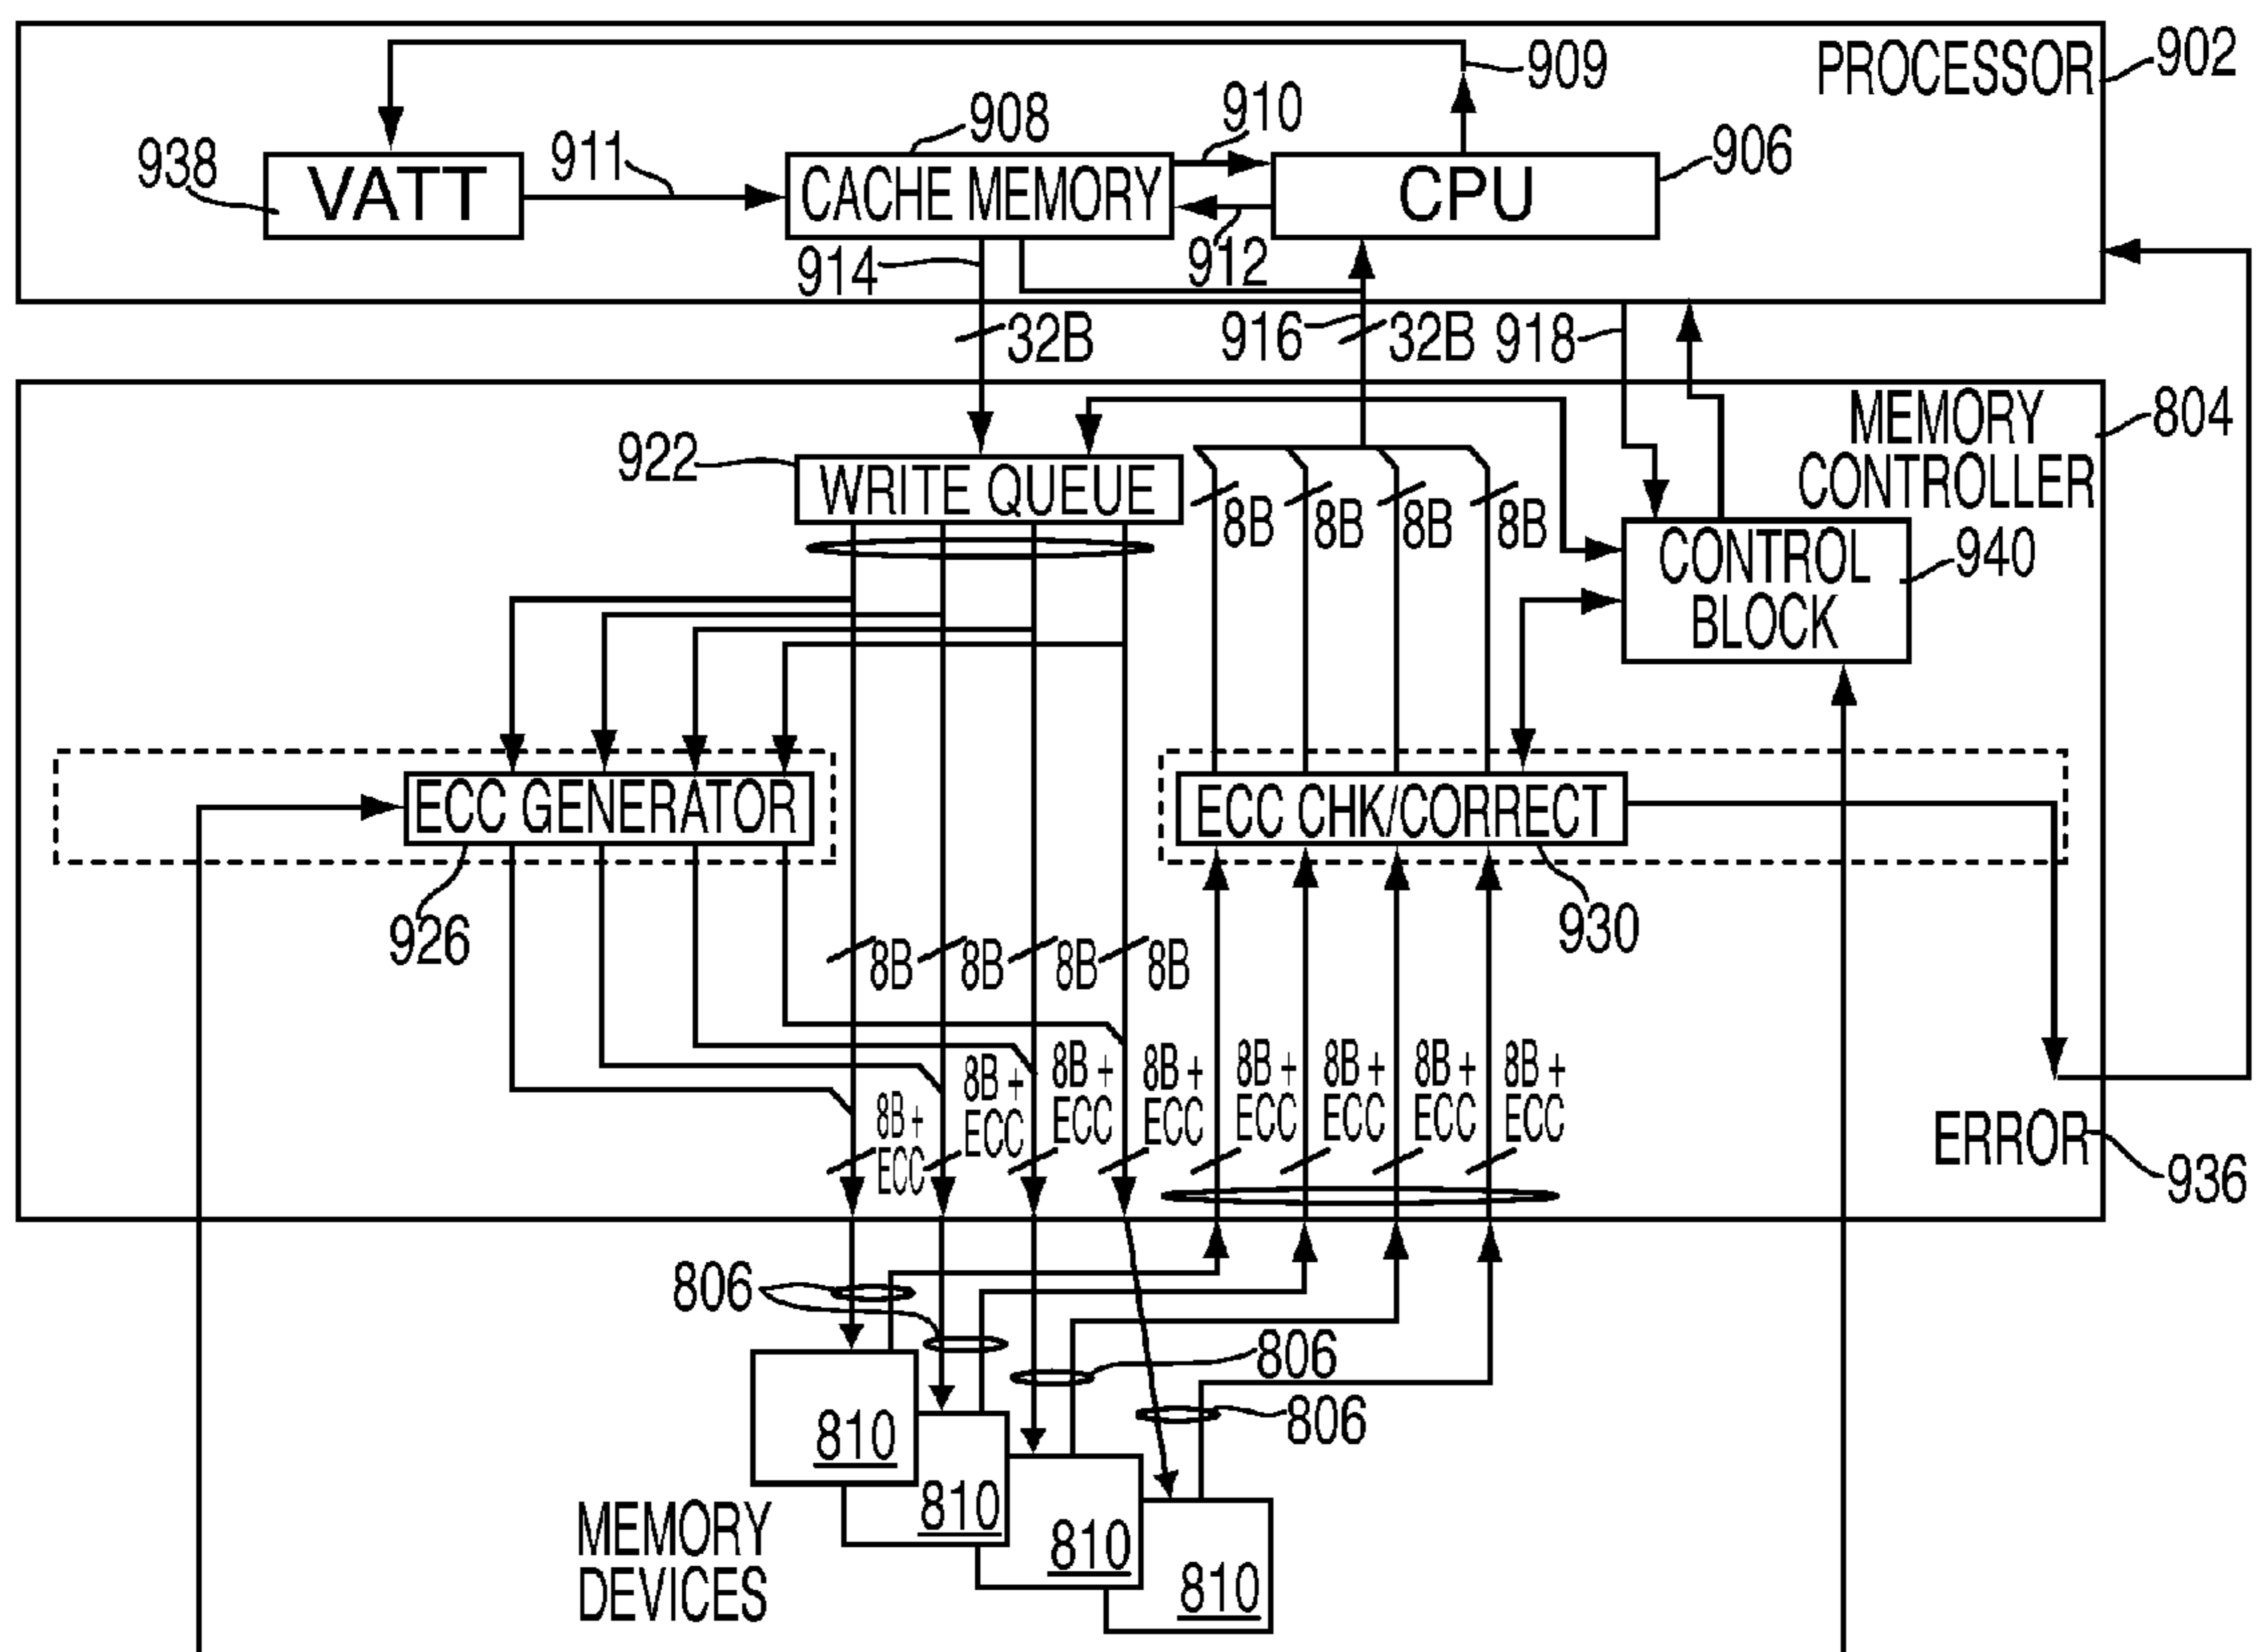 909
PROCESSOR
902
908
910
938
VATT
911
CACHE MEMORY
CPU
906
914
912
32B
916
32B
918
MEMORY
CONTROLLER
804
922
WRITE QUEUE
8B
8B
8B
8B
CONTROL
BLOCK
940
ECC GENERATOR
ECC CHK/CORRECT
926
930
8B
8B
8B
8B
8B +
ECC
8B +
ECC
8B +
ECC
8B +
ECC
8B +
ECC
8B +
ECC
8B +
ECC
8B +
ECC
ERROR
936
806
806
806
810
810
810
810
MEMORY
DEVICES